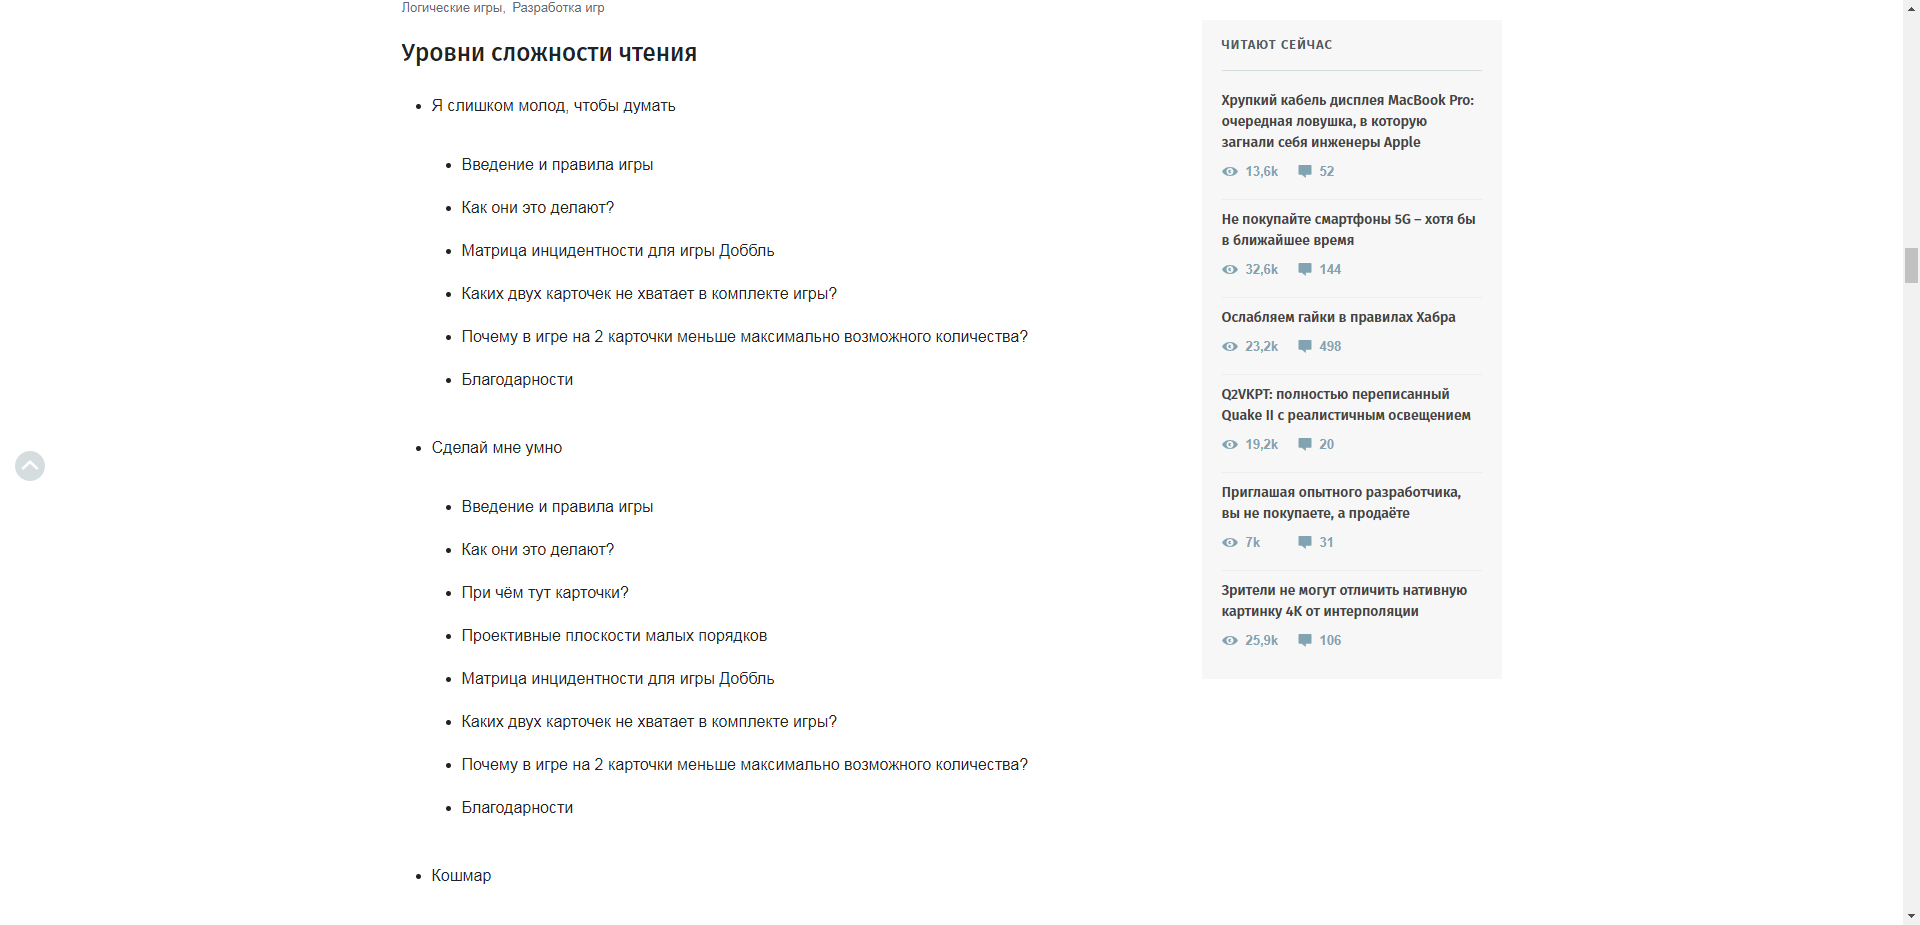 Логические игры, Разработка игр
Уровни сложности чтения
Я слишком молод, чтобы думать
Введение и правила игры
Как они это делают?
Матрица инцидентности для игры Доббль
Каких двух карточек не хватает в комплекте игры?
Почему в игре на 2 карточки меньше максимально возможного количества?
Благодарности
Сделай мне умно
Введение и правила игры
Как они это делают?
При чём тут карточки?
Проективные плоскости малых порядков
Матрица инцидентности для игры Доббль
Каких двух карточек не хватает в комплекте игры?
Почему в игре на 2 карточки меньше максимально возможного количества?
Благодарности
Кошмар
ЧИТАЮТ СЕЙЧАС
Хрупкий кабель дисплея MacBook Pro:
очередная ловушка, в которую
загнали себя инженеры Apple
13,6k 52
Не покупайте смартфоны 5G – хотя бы
в ближайшее время
32,6k 144
Ослабляем гайки в правилах Хабра
23,2k 498
Q2VKPT: полностью переписанный
Quake II с реалистичным освещением
19,2k 20
Приглашая опытного разработчика,
вы не покупаете, а продаёте
7k 31
Зрители не могут отличить нативную
картинку 4K от интерполяции
25,9k 106